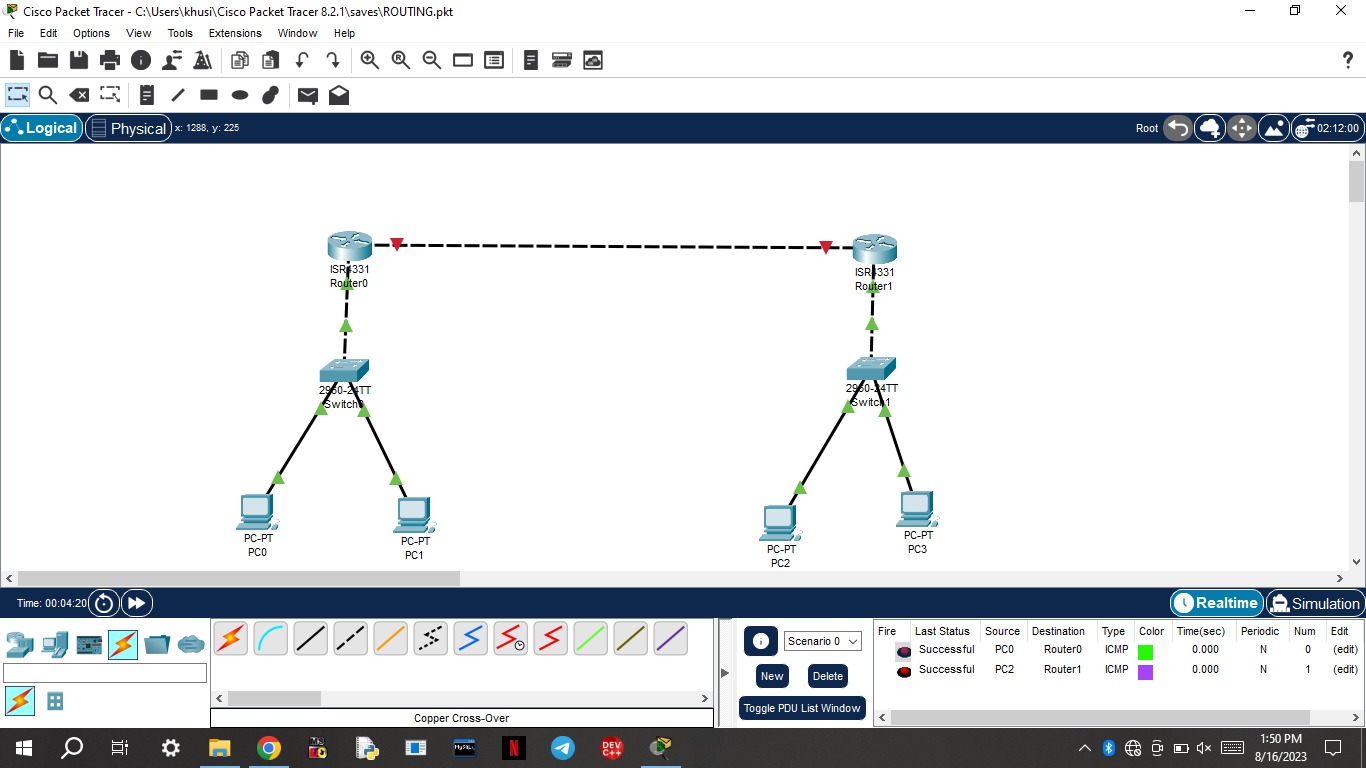 Cisco Packet Tracer - C:\Users\khusi\Cisco Packet Tracer 8.2.1\saves\ROUTING.pkt
File Edit Options View Tools Extensions Window Help
Logical Physical x: 1288, y: 225 Root 02:12:00
ISR4331
Router0
ISR4331
Router1
2960-24TT
Switch0
2960-24TT
Switch1
PC-PT
PC0
PC-PT
PC1
PC-PT
PC2
PC-PT
PC3
Time: 00:04:20 Realtime Simulation
Scenario 0
New Delete
Toggle PDU List Window
Fire Last Status Source Destination Type Color Time(sec) Periodic Num Edit
Successful PC0 Router0 ICMP 0.000 N 0 (edit)
Successful PC2 Router1 ICMP 0.000 N 1 (edit)
Copper Cross-Over
MySQL
N
DEV
C++
1:50 PM
8/16/2023